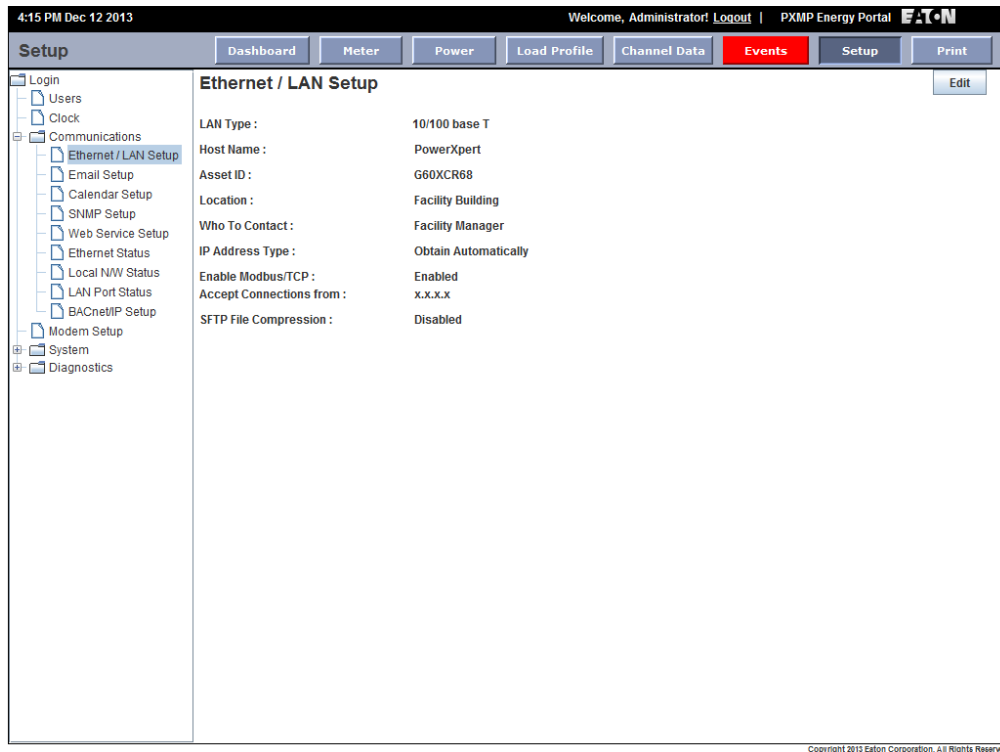 4:15 PM Dec 12 2013
Welcome, Administrator! Logout | PXMP Energy Portal EATON
Setup
Dashboard Meter Power Load Profile Channel Data Events Setup Print
Login
Users
Clock
Communications
Ethernet / LAN Setup
Email Setup
Calendar Setup
SNMP Setup
Web Service Setup
Ethernet Status
Local N/W Status
LAN Port Status
BACnet/IP Setup
Modem Setup
System
Diagnostics
Ethernet / LAN Setup
Edit
LAN Type : 10/100 base T
Host Name : PowerXpert
Asset ID : G60XCR68
Location : Facility Building
Who To Contact : Facility Manager
IP Address Type : Obtain Automatically
Enable Modbus/TCP : Enabled
Accept Connections from : x.x.x.x
SFTP File Compression : Disabled
Copyright 2013 Eaton Corporation. All Rights Reserv